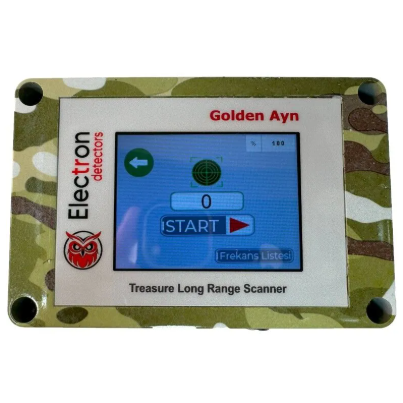 Golden Ayn
Electron
detectors
% 100
0
START
Frekans Listesi
Treasure Long Range Scanner